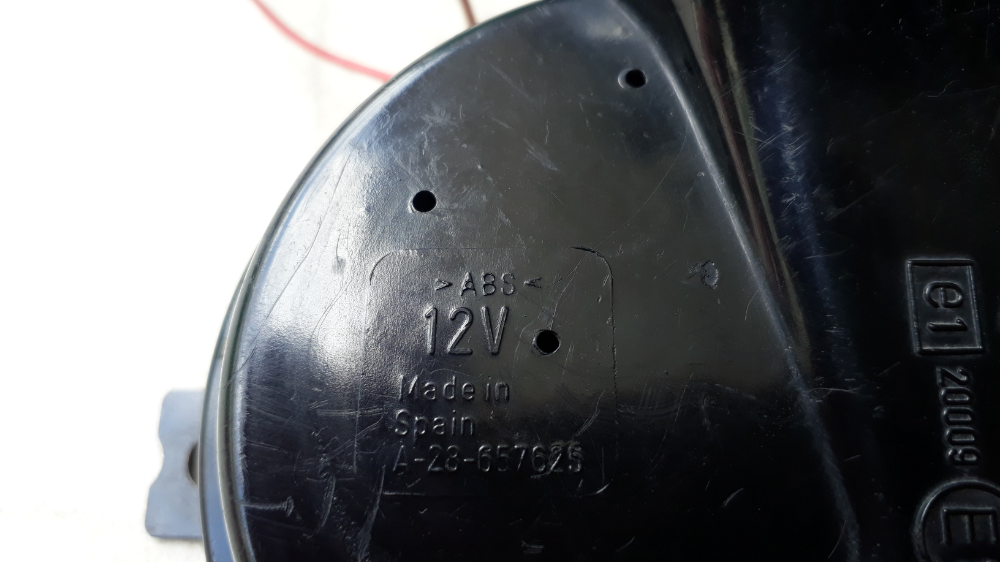 >ABS<
12V
Made in
Spain
A-28-657625
e1
20009
E